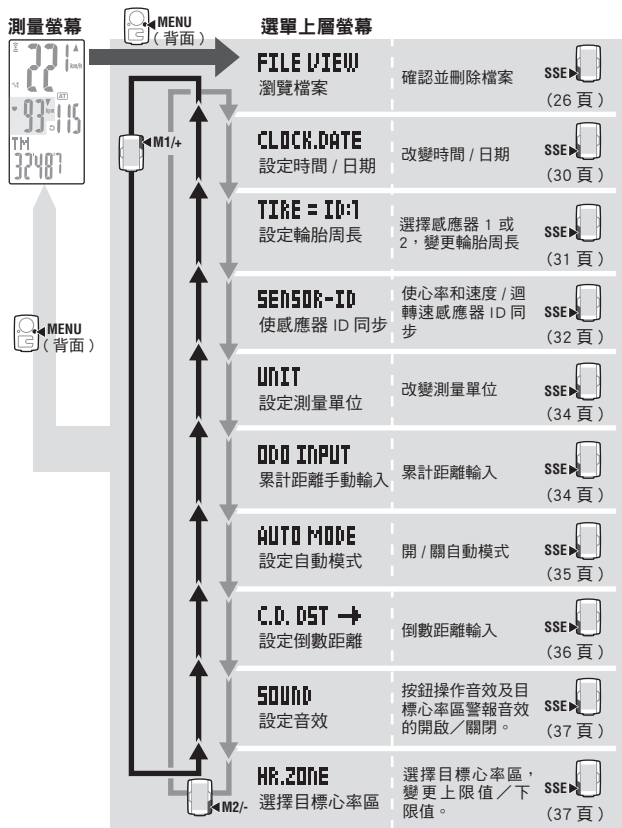 測量螢幕
MENU
（背面）
選單上層螢幕
22.1 km/h
AT
93 115
TM
32'48"7
FILE VIEW
瀏覽檔案
確認並刪除檔案
SSE
（26 頁）
M1/+
CLOCK.DATE
設定時間 / 日期
改變時間 / 日期
SSE
（30 頁）
TIRE = ID:1
設定輪胎周長
選擇感應器 1 或
2，變更輪胎周長
SSE
（31 頁）
SENSOR-ID
使感應器 ID 同步
使心率和速度 / 迴
轉速感應器 ID 同
步
SSE
（32 頁）
MENU
（背面）
UNIT
設定測量單位
改變測量單位
SSE
（34 頁）
ODO INPUT
累計距離手動輸入
累計距離輸入
SSE
（34 頁）
AUTO MODE
設定自動模式
開 / 關自動模式
SSE
（35 頁）
C.D. DST →
設定倒數距離
倒數距離輸入
SSE
（36 頁）
SOUND
設定音效
按鈕操作音效及目
標心率區警報音效
的開啟／關閉。
SSE
（37 頁）
HR.ZONE
選擇目標心率區
選擇目標心率區，
變更上限值／下
限值。
SSE
（37 頁）
M2/-